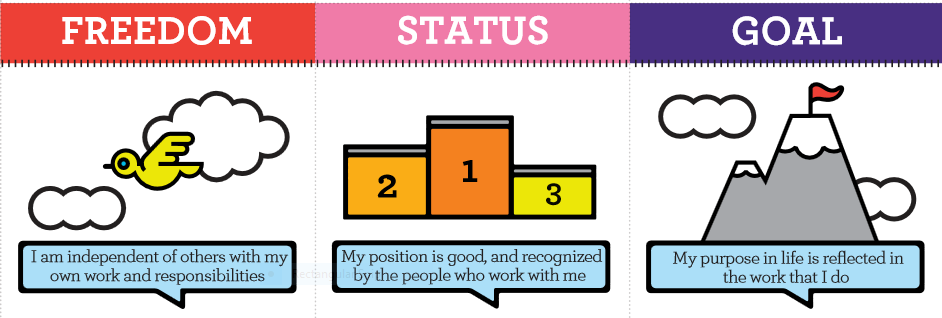 FREEDOM
I am independent of others with my
own work and responsibilities
STATUS
2
1
3
My position is good, and recognized
by the people who work with me
GOAL
My purpose in life is reflected in
the work that I do